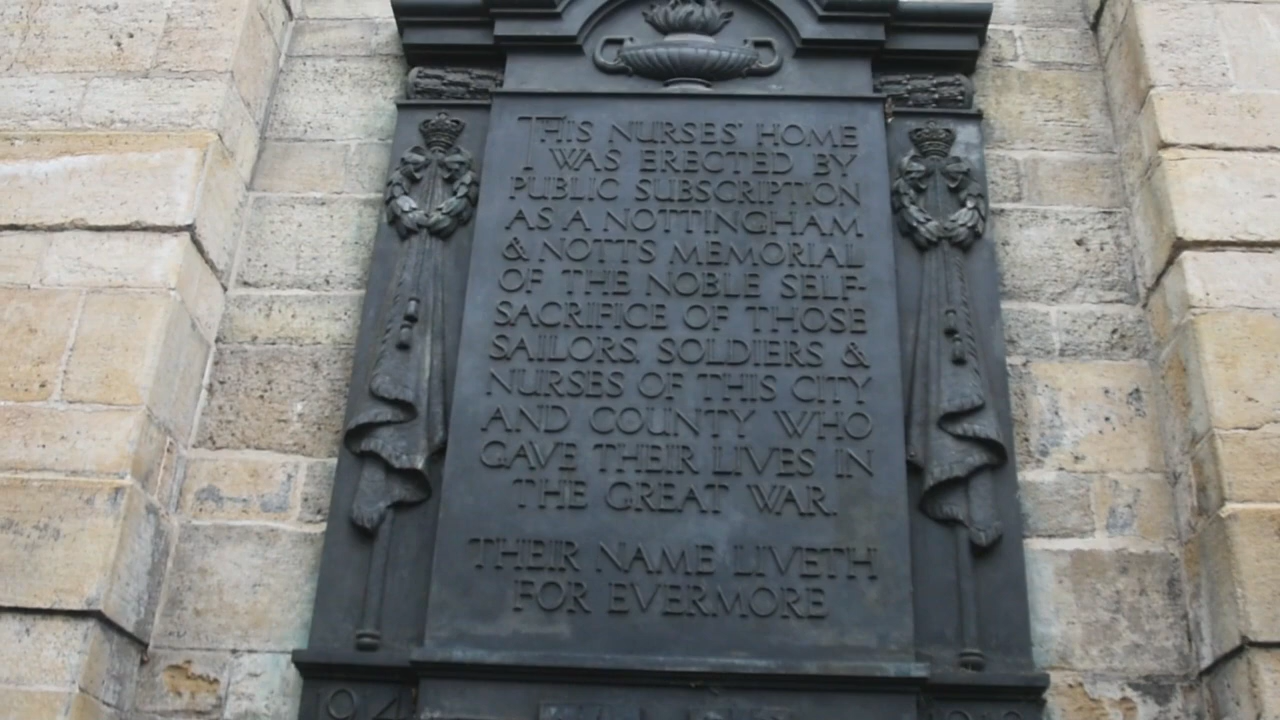 THIS NURSES' HOME
WAS ERECTED BY
PUBLIC SUBSCRIPTION
AS A NOTTINGHAM
& NOTTS MEMORIAL
OF THE NOBLE SELF-
SACRIFICE OF THOSE
SAILORS, SOLDIERS &
NURSES OF THIS CITY
AND COUNTY WHO
GAVE THEIR LIVES IN
THE GREAT WAR.
THEIR NAME LIVETH
FOR EVERMORE